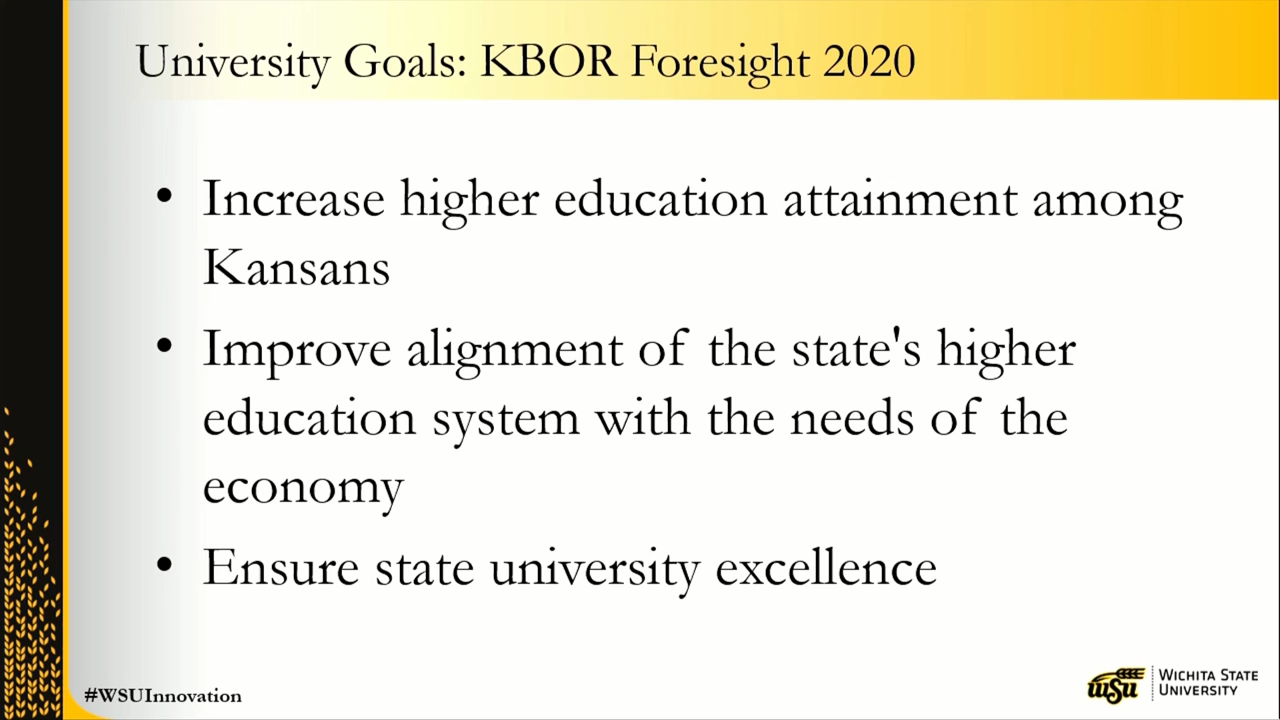 University Goals: KBOR Foresight 2020
• Increase higher education attainment among
Kansans
• Improve alignment of the state's higher
education system with the needs of the
economy
• Ensure state university excellence
#WSUInnovation
wsu
WICHITA STATE
UNIVERSITY